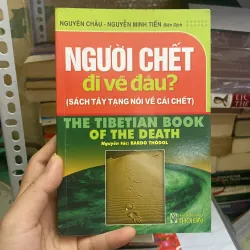 NGUYÊN CHÂU - NGUYỄN MINH TIẾN Biên Dịch
NGƯỜI CHẾT
đi về đâu?
(SÁCH TÂY TẠNG NÓI VỀ CÁI CHẾT)
THE TIBETIAN BOOK
OF THE DEATH
Nguyên tác: BARDO THÖDOL